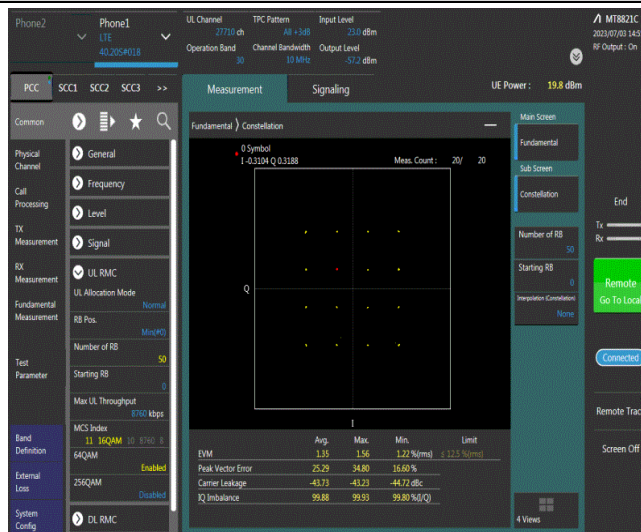 Phone2
Phone1
LTE
40.20S#018
UL Channel
27710 ch
TPC Pattern
All +3dB
Input Level
23.0 dBm
Operation Band
30
Channel Bandwidth
10 MHz
Output Level
-57.2 dBm
MT8821C
2023/07/03 14:5
RF Output : On
PCC SCC1 SCC2 SCC3 >>
Measurement
Signaling
UE Power : 19.8 dBm
Common
Physical
Channel
Call
Processing
TX
Measurement
RX
Measurement
Fundamental
Measurement
Test
Parameter
Band
Definition
External
Loss
System
Config
General
Frequency
Level
Signal
UL RMC
UL Allocation Mode
Normal
RB Pos.
Min(#0)
Number of RB
50
Starting RB
0
Max UL Throughput
8760 kbps
MCS Index
11 16QAM 10 8760 8
64QAM
Enabled
256QAM
Disabled
DL RMC
Fundamental 〉 Constellation
0 Symbol
I -0.3104 Q 0.3188
Meas. Count : 20/ 20
Q
I
Avg. Max. Min. Limit
EVM 1.35 1.56 1.22 %(rms) ≤ 12.5 %(rms)
Peak Vector Error 25.29 34.80 16.60 %
Carrier Leakage -43.73 -43.23 -44.72 dBc
IQ Imbalance 99.88 99.93 99.80 %(I/Q)
Main Screen
Fundamental
Sub Screen
Constellation
Number of RB
50
Starting RB
0
Interpolation (Constellation)
None
4 Views
End
Tx
Rx
Remote
Go To Local
Connected
Remote Trac
Screen Off